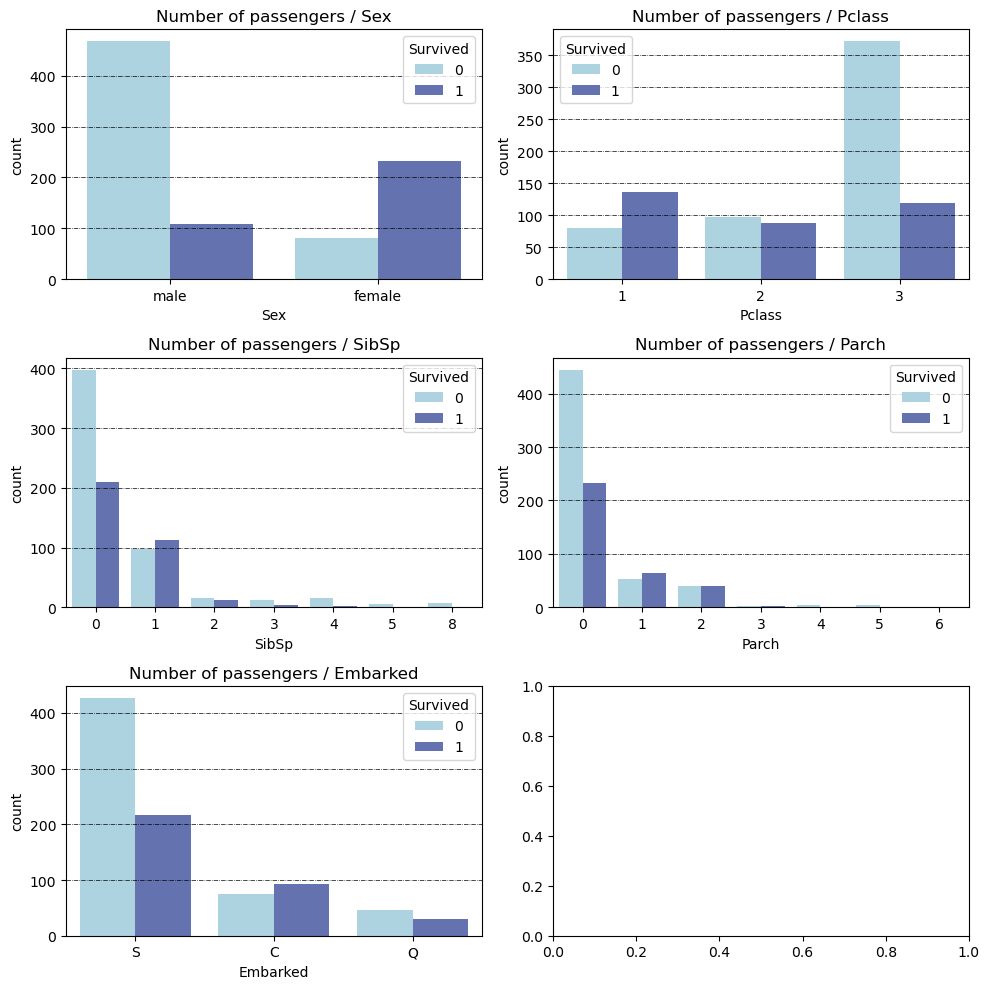 Number of passengers / Sex
count
400
300
200
100
0
Survived
0
1
male female
Sex
Number of passengers / Pclass
count
350
300
250
200
150
100
50
0
Survived
0
1
1 2 3
Pclass
Number of passengers / SibSp
count
400
300
200
100
0
Survived
0
1
0 1 2 3 4 5 8
SibSp
Number of passengers / Parch
count
400
300
200
100
0
Survived
0
1
0 1 2 3 4 5 6
Parch
Number of passengers / Embarked
count
400
300
200
100
0
Survived
0
1
S C Q
Embarked
1.0
0.8
0.6
0.4
0.2
0.0
0.0 0.2 0.4 0.6 0.8 1.0